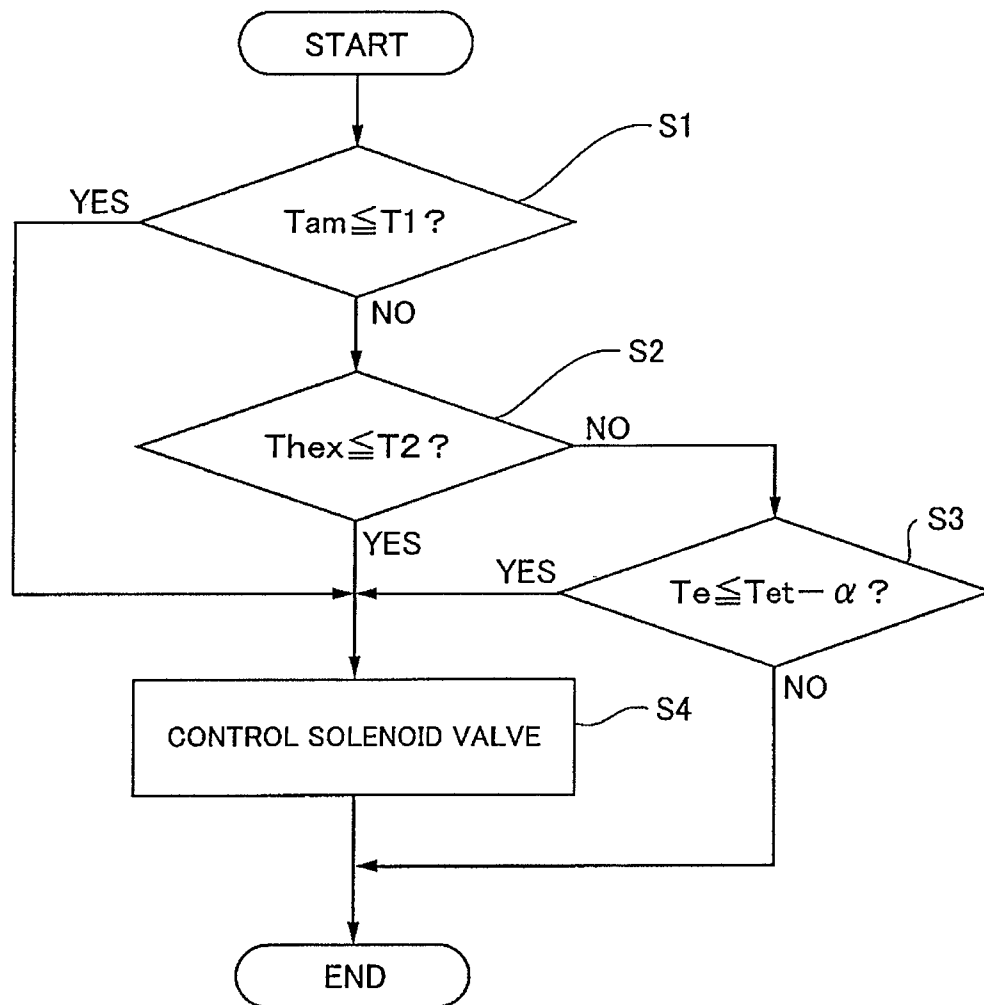 START
S1
YES
Tam≦T1?
NO
S2
Thex≦T2?
NO
YES
S3
YES
Te≦Tet−α?
NO
S4
CONTROL SOLENOID VALVE
END